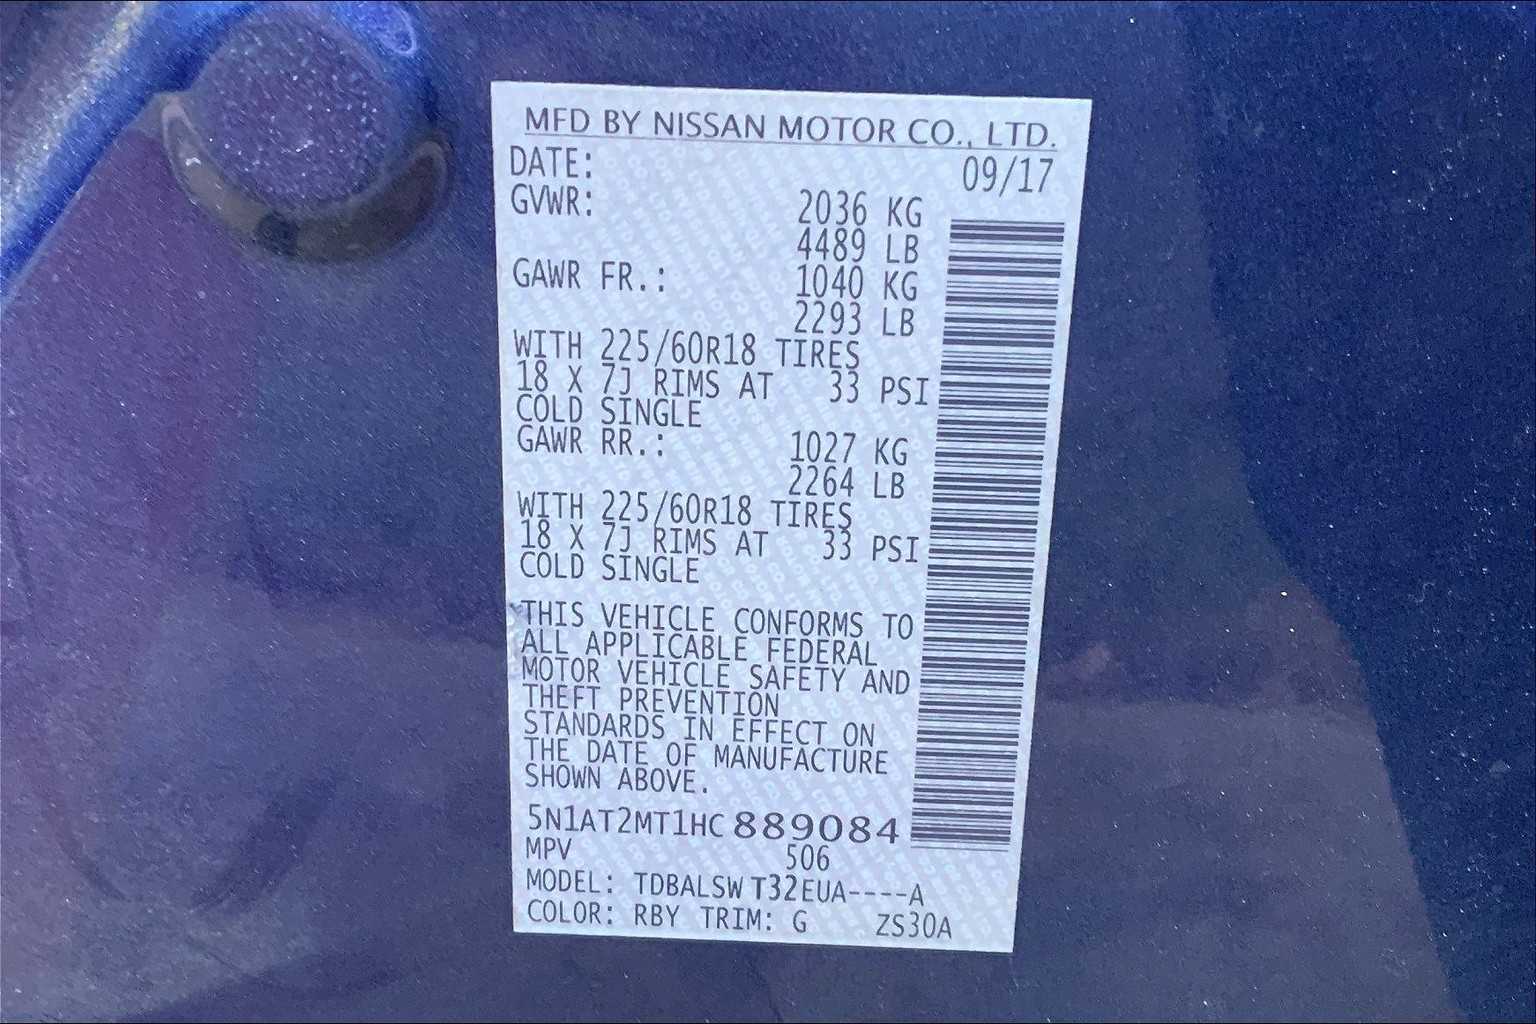 MFD BY NISSAN MOTOR CO., LTD.
DATE: 09/17
GVWR: 2036 KG
4489 LB
GAWR FR.: 1040 KG
2293 LB
WITH 225/60R18 TIRES
18 X 7J RIMS AT 33 PSI
COLD SINGLE
GAWR RR.: 1027 KG
2264 LB
WITH 225/60R18 TIRES
18 X 7J RIMS AT 33 PSI
COLD SINGLE
THIS VEHICLE CONFORMS TO
ALL APPLICABLE FEDERAL
MOTOR VEHICLE SAFETY AND
THEFT PREVENTION
STANDARDS IN EFFECT ON
THE DATE OF MANUFACTURE
SHOWN ABOVE.
5N1AT2MT1HC889084
MPV 506
MODEL: TDBALSW T32EUA----A
COLOR: RBY TRIM: G ZS30A